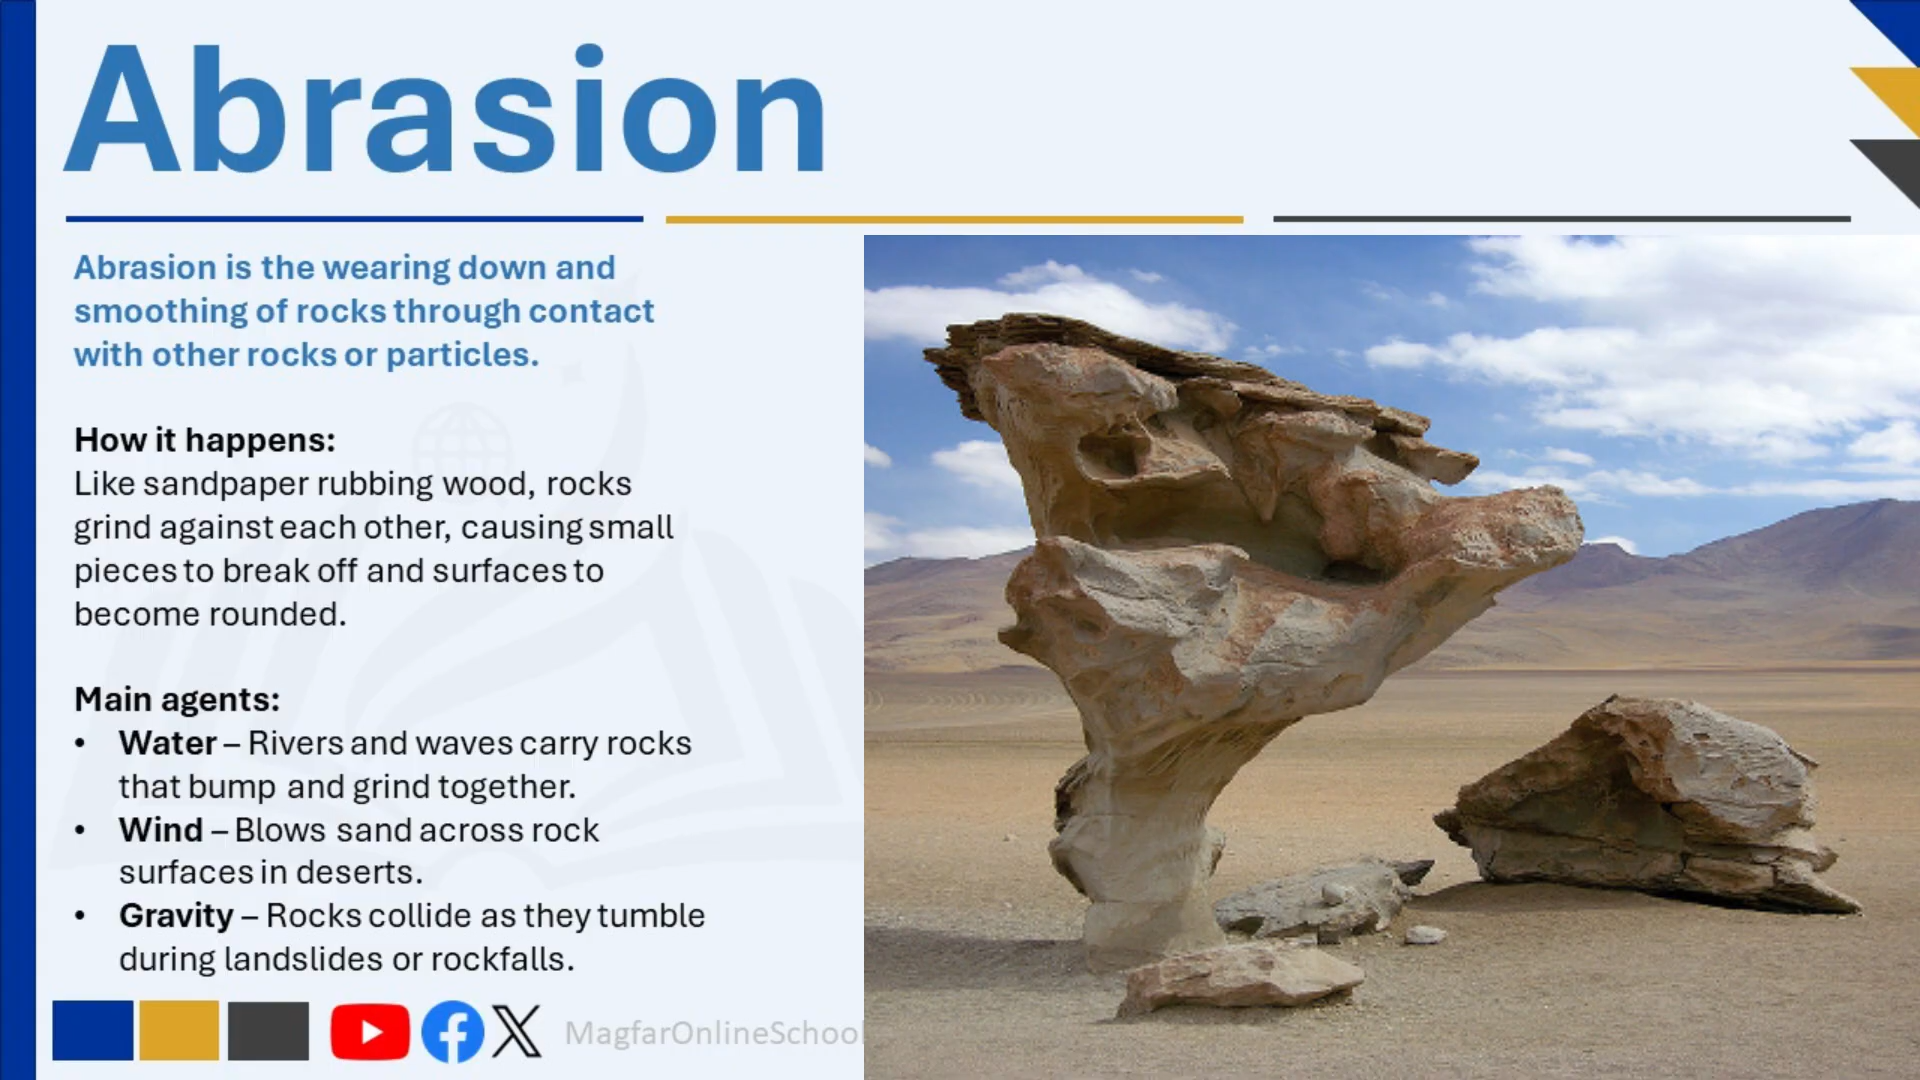 Abrasion
Abrasion is the wearing down and
smoothing of rocks through contact
with other rocks or particles.
How it happens:
Like sandpaper rubbing wood, rocks
grind against each other, causing small
pieces to break off and surfaces to
become rounded.
Main agents:
• Water – Rivers and waves carry rocks
that bump and grind together.
• Wind – Blows sand across rock
surfaces in deserts.
• Gravity – Rocks collide as they tumble
during landslides or rockfalls.
MagfarOnlineSchool